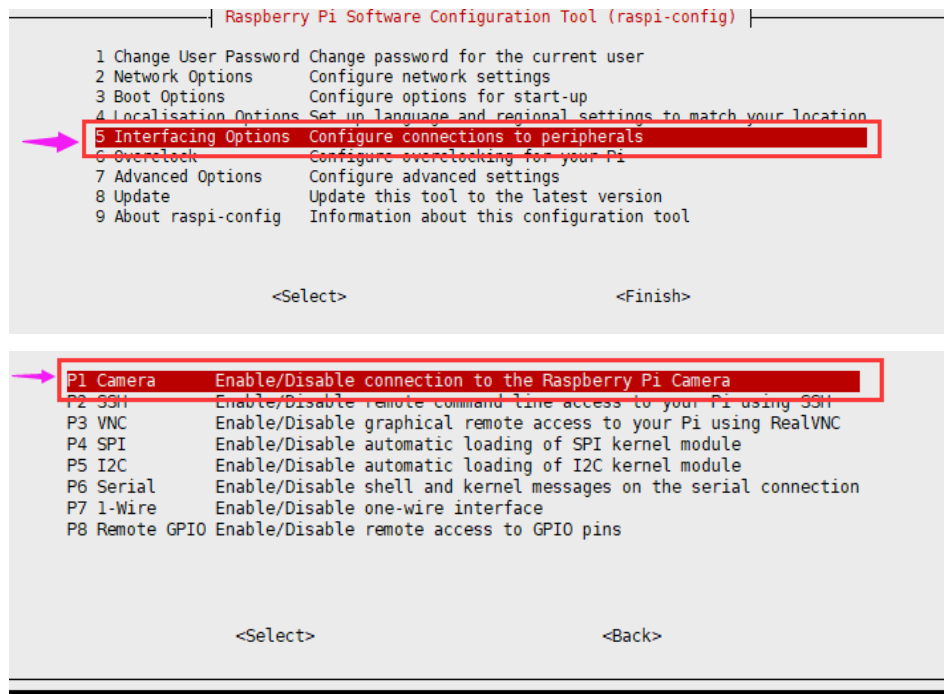 Raspberry Pi Software Configuration Tool (raspi-config)
1 Change User Password Change password for the current user
2 Network Options Configure network settings
3 Boot Options Configure options for start-up
4 Localisation Options Set up language and regional settings to match your location
5 Interfacing Options Configure connections to peripherals
6 Overclock Configure overclocking for your Pi
7 Advanced Options Configure advanced settings
8 Update Update this tool to the latest version
9 About raspi-config Information about this configuration tool
<Select> <Finish>
P1 Camera Enable/Disable connection to the Raspberry Pi Camera
P2 SSH Enable/Disable remote command line access to your Pi using SSH
P3 VNC Enable/Disable graphical remote access to your Pi using RealVNC
P4 SPI Enable/Disable automatic loading of SPI kernel module
P5 I2C Enable/Disable automatic loading of I2C kernel module
P6 Serial Enable/Disable shell and kernel messages on the serial connection
P7 1-Wire Enable/Disable one-wire interface
P8 Remote GPIO Enable/Disable remote access to GPIO pins
<Select> <Back>